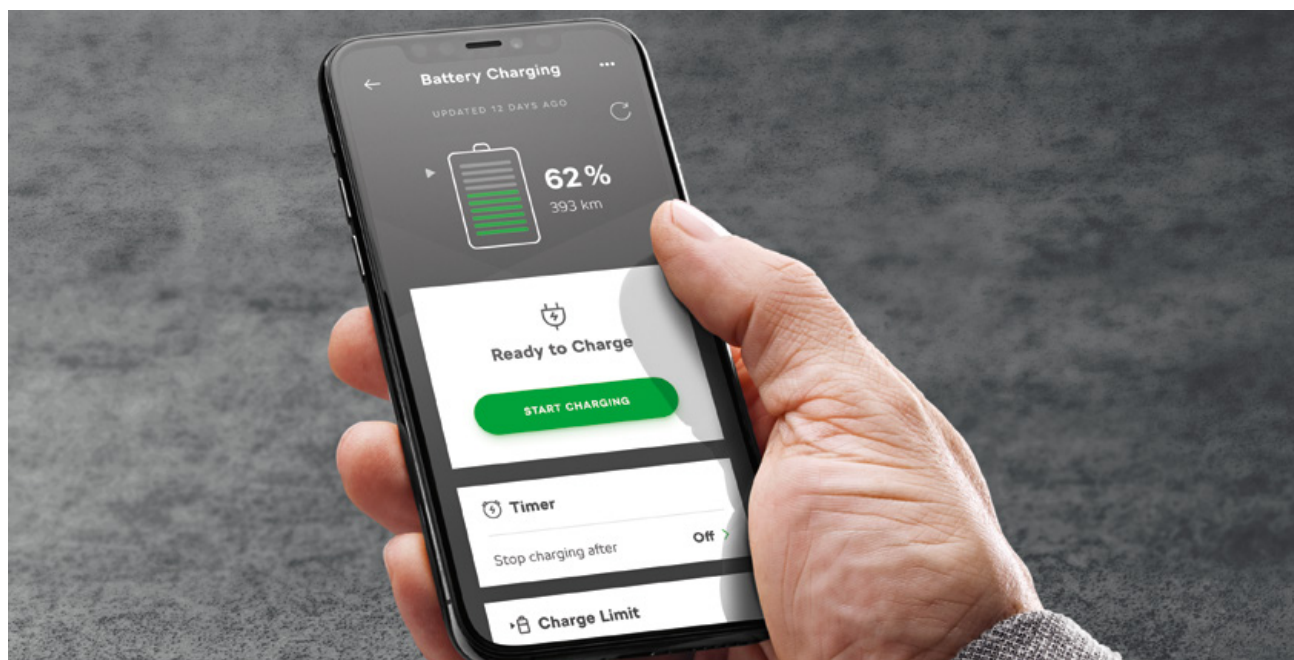 Battery Charging
UPDATED 12 DAYS AGO
62%
393 km
Ready to Charge
START CHARGING
Timer
Stop charging after Off
Charge Limit